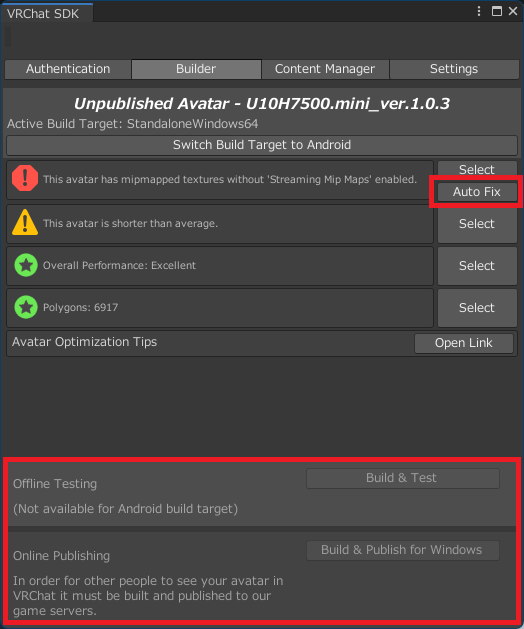 VRChat SDK
Authentication
Builder
Content Manager
Settings
Unpublished Avatar - U10H7500.mini_ver.1.0.3
Active Build Target: StandaloneWindows64
Switch Build Target to Android
This avatar has mipmapped textures without 'Streaming Mip Maps' enabled.
Select
Auto Fix
This avatar is shorter than average.
Select
Overall Performance: Excellent
Select
Polygons: 6917
Select
Avatar Optimization Tips
Open Link
Offline Testing
Build & Test
(Not available for Android build target)
Online Publishing
Build & Publish for Windows
In order for other people to see your avatar in
VRChat it must be built and published to our
game servers.